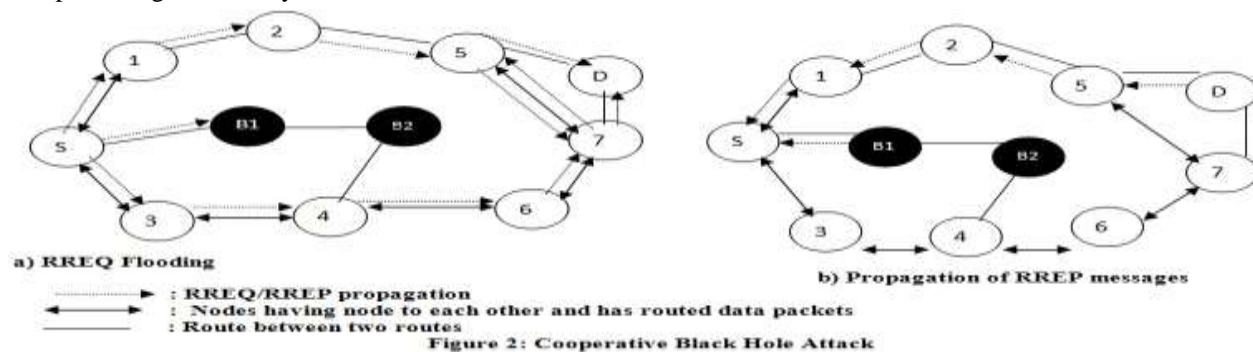 1
2
5
D
B1
B2
S
7
3
4
6
a) RREQ Flooding
1
2
5
D
S
B1
B2
7
3
4
6
b) Propagation of RREP messages
: RREQ/RREP propagation
: Nodes having node to each other and has routed data packets
: Route between two routes
Figure 2: Cooperative Black Hole Attack